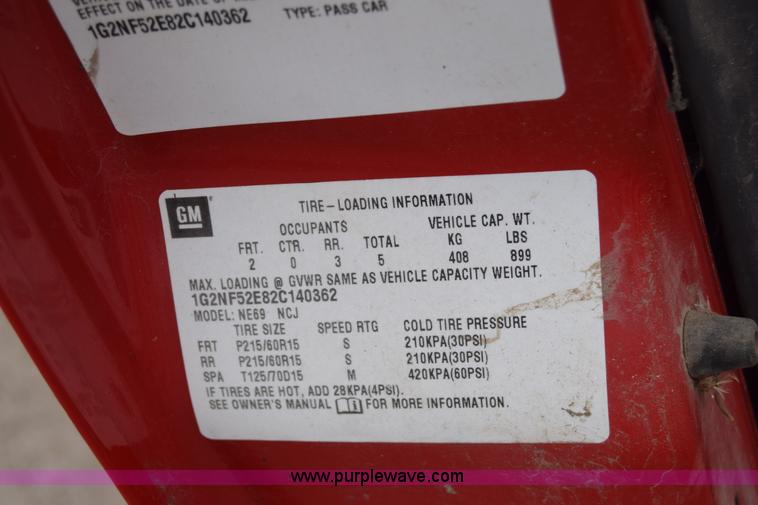 EFFECT ON THE DATE OF
1G2NF52E82C140362 TYPE: PASS CAR
GM
TIRE-LOADING INFORMATION
OCCUPANTS VEHICLE CAP. WT.
FRT. CTR. RR. TOTAL KG LBS
2 0 3 5 408 899
MAX. LOADING @ GVWR SAME AS VEHICLE CAPACITY WEIGHT.
1G2NF52E82C140362
MODEL: NE69 NCJ
TIRE SIZE SPEED RTG COLD TIRE PRESSURE
FRT P215/60R15 S 210KPA(30PSI)
RR P215/60R15 S 210KPA(30PSI)
SPA T125/70D15 M 420KPA(60PSI)
IF TIRES ARE HOT, ADD 28KPA(4PSI).
SEE OWNER'S MANUAL FOR MORE INFORMATION.
www.purplewave.com